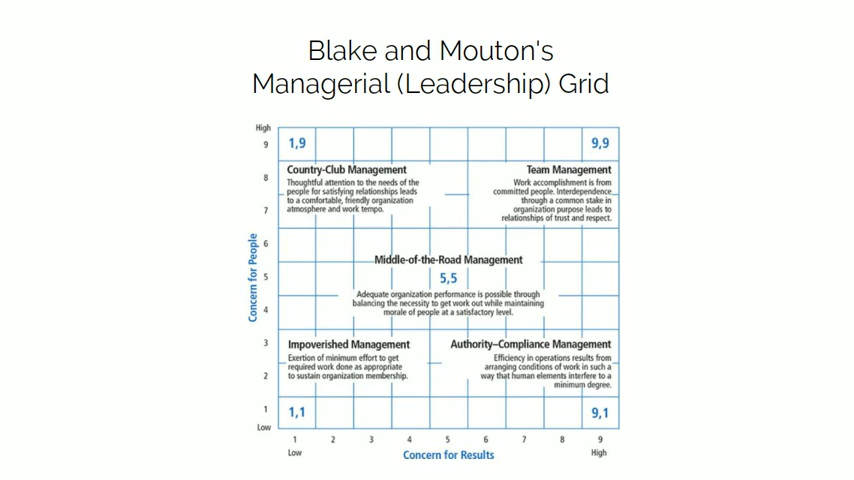 Blake and Mouton's
Managerial (Leadership) Grid
High
9
1,9
9,9
8
Country-Club Management
Thoughtful attention to the needs of the
people for satisfying relationships leads
to a comfortable, friendly organization
atmosphere and work tempo.
Team Management
Work accomplishment is from
committed people. Interdependence
through a common stake in
organization purpose leads to
relationships of trust and respect.
7
6
Middle-of-the-Road Management
5
5,5
Adequate organization performance is possible through
balancing the necessity to get work out while maintaining
morale of people at a satisfactory level.
4
Concern for People
3
Impoverished Management
Exertion of minimum effort to get
required work done as appropriate
to sustain organization membership.
Authority–Compliance Management
Efficiency in operations results from
arranging conditions of work in such a
way that human elements interfere to a
minimum degree.
2
1
1,1
9,1
Low
1 2 3 4 5 6 7 8 9
Low
Concern for Results
High